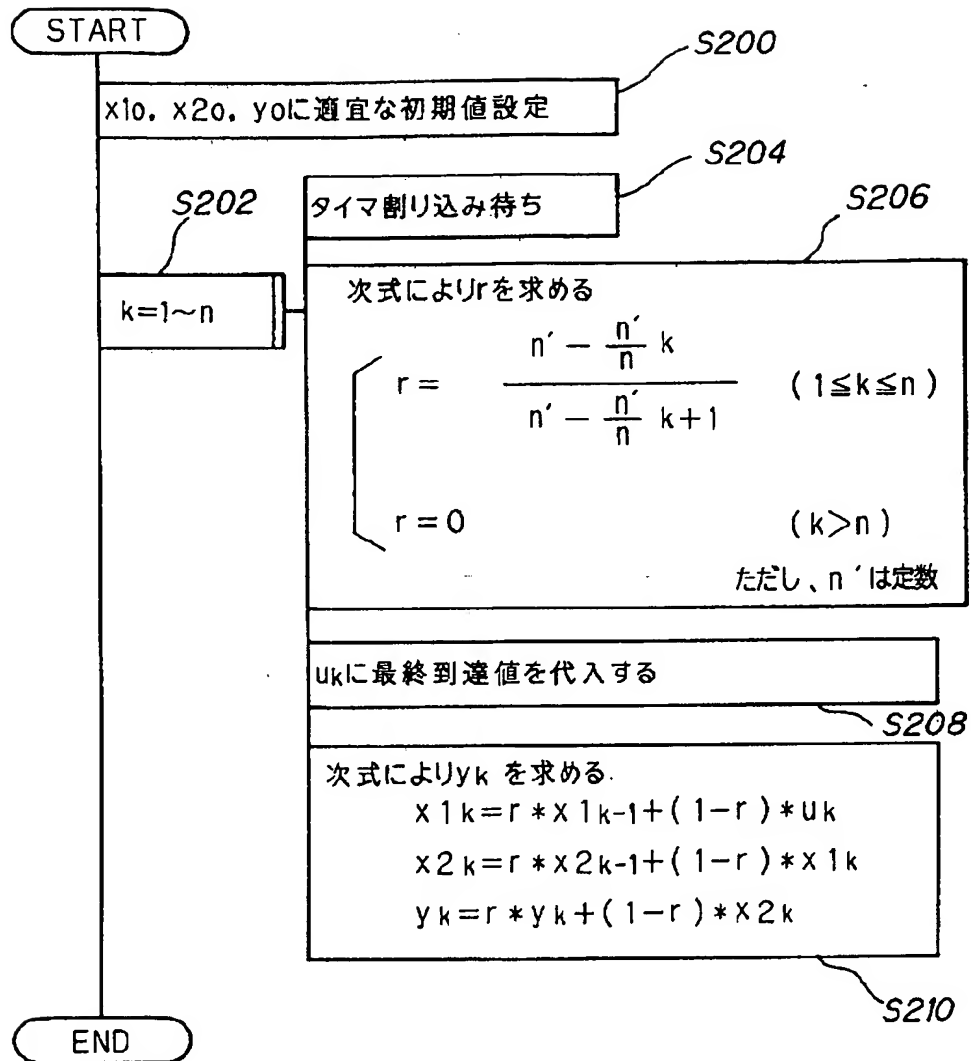 START
S200
x1o, x2o, yoに適宜な初期値設定
S204
タイマ割り込み待ち
S202
k=1~n
S206
次式によりrを求める
r = (n′ - n′/n k) / (n′ - n′/n k+1) (1≦k≦n)
r=0 (k>n)
ただし、n′は定数
ukに最終到達値を代入する
S208
次式によりyk を求める.
x1k=r*x1k-1+(1-r)*uk
x2k=r*x2k-1+(1-r)*x1k
yk=r*yk+(1-r)*x2k
S210
END